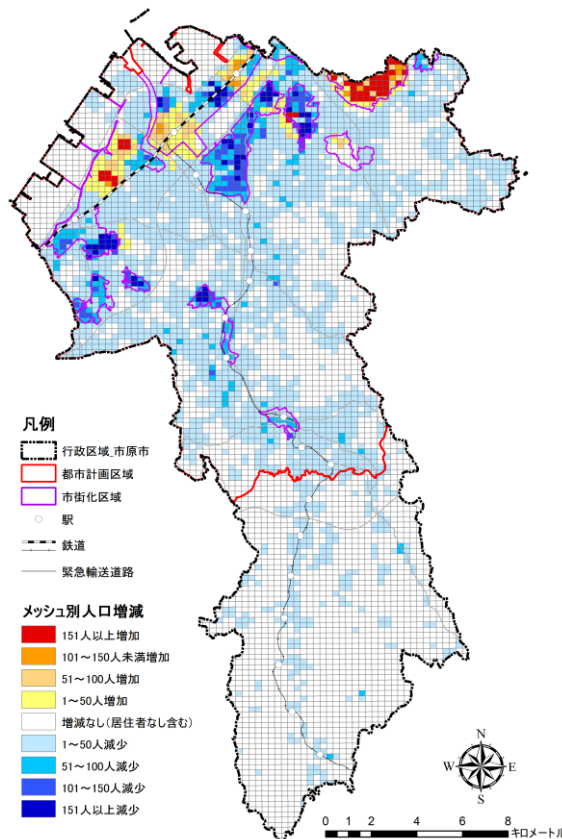 凡例
行政区域_市原市
都市計画区域
市街化区域
駅
鉄道
緊急輸送道路
メッシュ別人口増減
151人以上増加
101～150人未満増加
51～100人増加
1～50人増加
増減なし(居住者なし含む)
1～50人減少
51～100人減少
101～150人減少
151人以上減少
N
W
E
S
0 1 2 4 6 8
キロメートル